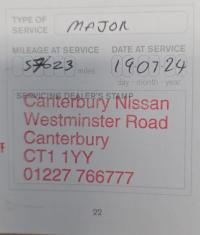 TYPE OF SERVICE MAJOR
MILEAGE AT SERVICE DATE AT SERVICE
57623 miles 19 07 24
day - month - year
SERVICING DEALER'S STAMP
Canterbury Nissan
Westminster Road
Canterbury
CT1 1YY
01227 766777
22